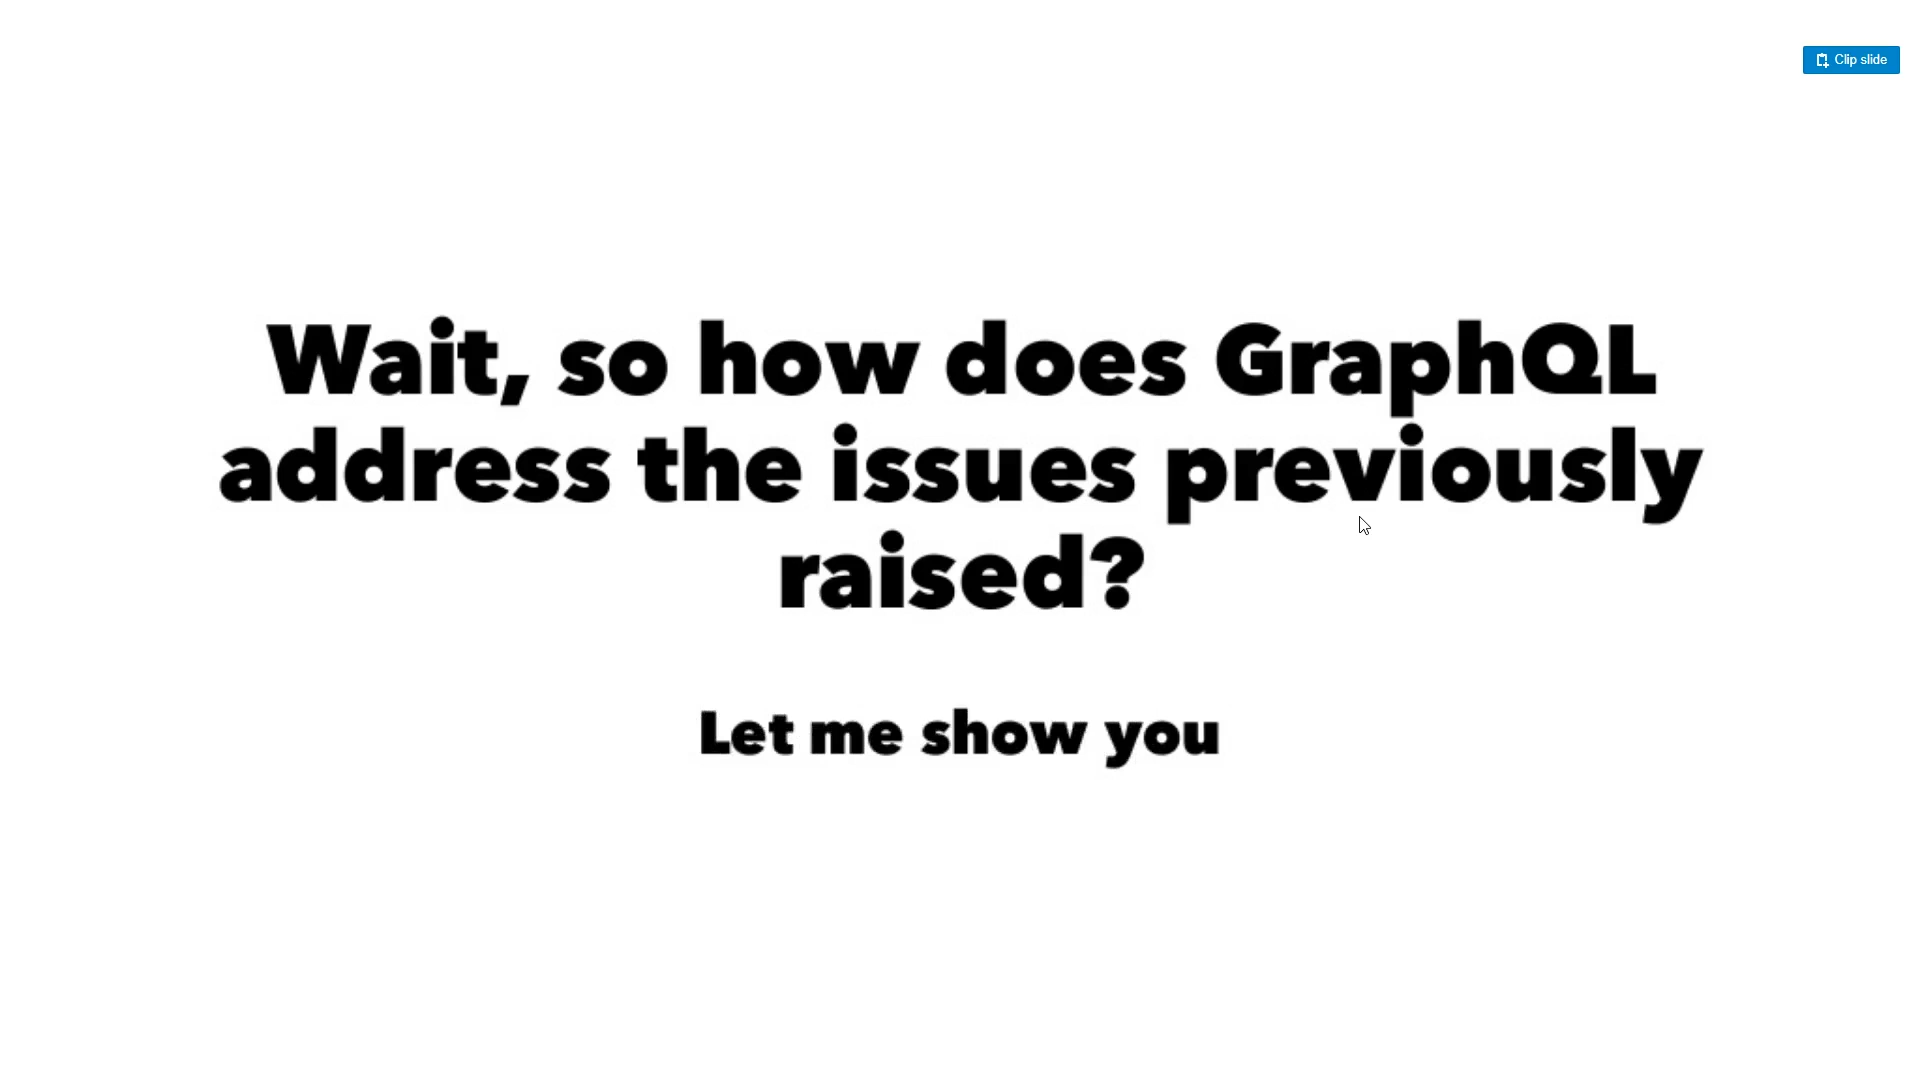 Clip slide
Wait, so how does GraphQL
address the issues previously
raised?
Let me show you